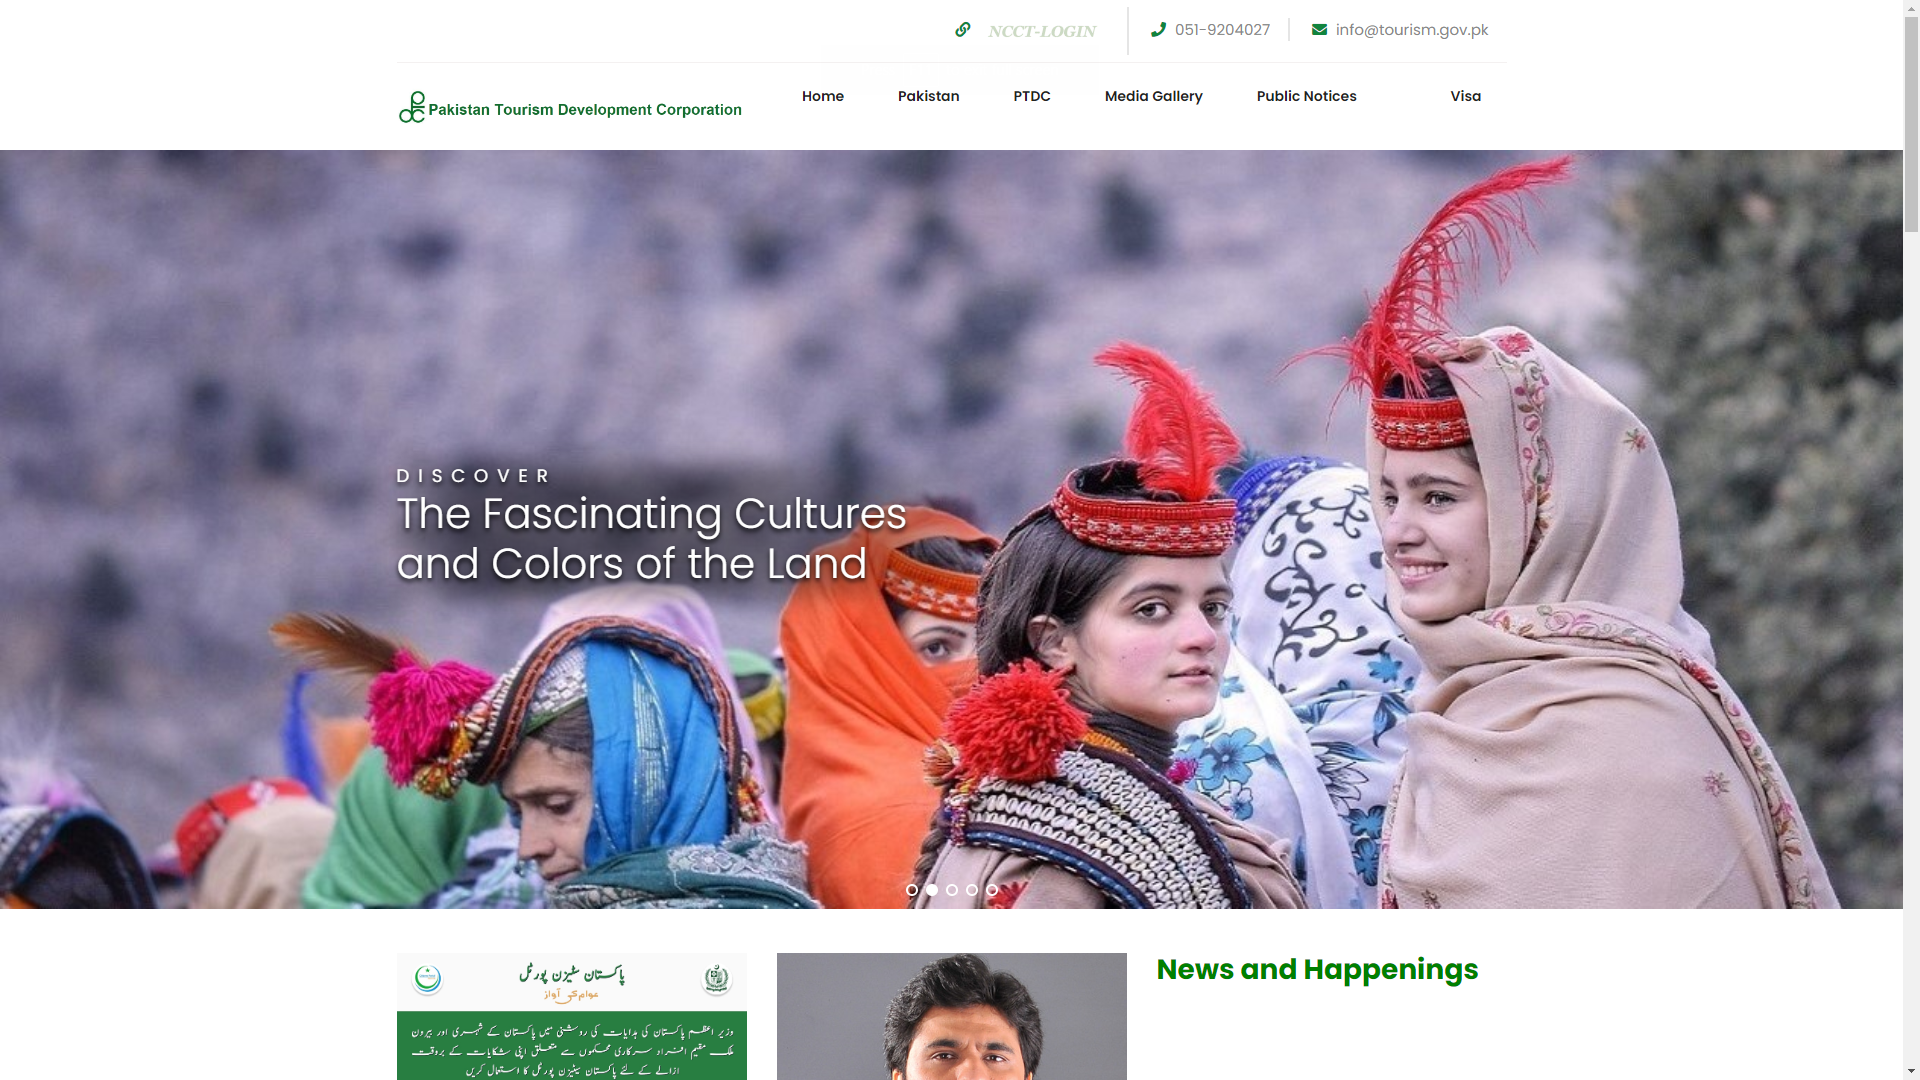 NCCT-LOGIN
051-9204027
info@tourism.gov.pk
Pakistan Tourism Development Corporation
Home
Pakistan
PTDC
Media Gallery
Public Notices
Visa
DISCOVER
The Fascinating Cultures
and Colors of the Land
پاکستان سٹیزن پورٹل
عوام کی آواز
وزیر اعظم پاکستان کی ہدایات کی روشنی میں پاکستان کے شہری اور بیرون
ملک مقیم افراد سرکاری محکموں سے متعلق اپنی شکایات کے بروقت
ازالے کے لئے پاکستان سیٹیزن پورٹل کا استعمال کریں
News and Happenings